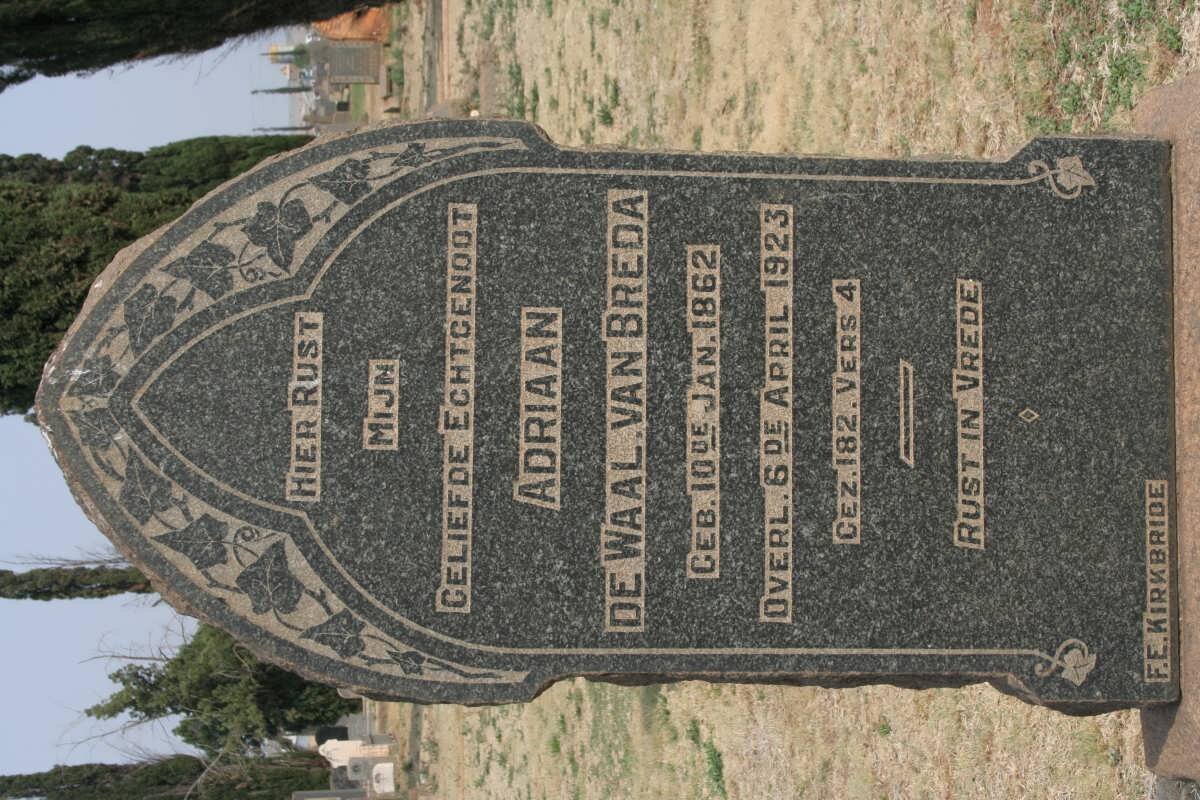 HIER RUST
MIJN
GELIEFDE ECHTGENOOT
ADRIAAN
DE WAAL.VAN BREDA
GEB. 10DE JAN. 1862
OVERL. 6DE APRIL 1923
GEZ. 182. VERS 4
RUST IN VREDE
F.E. KIRNBRIDE